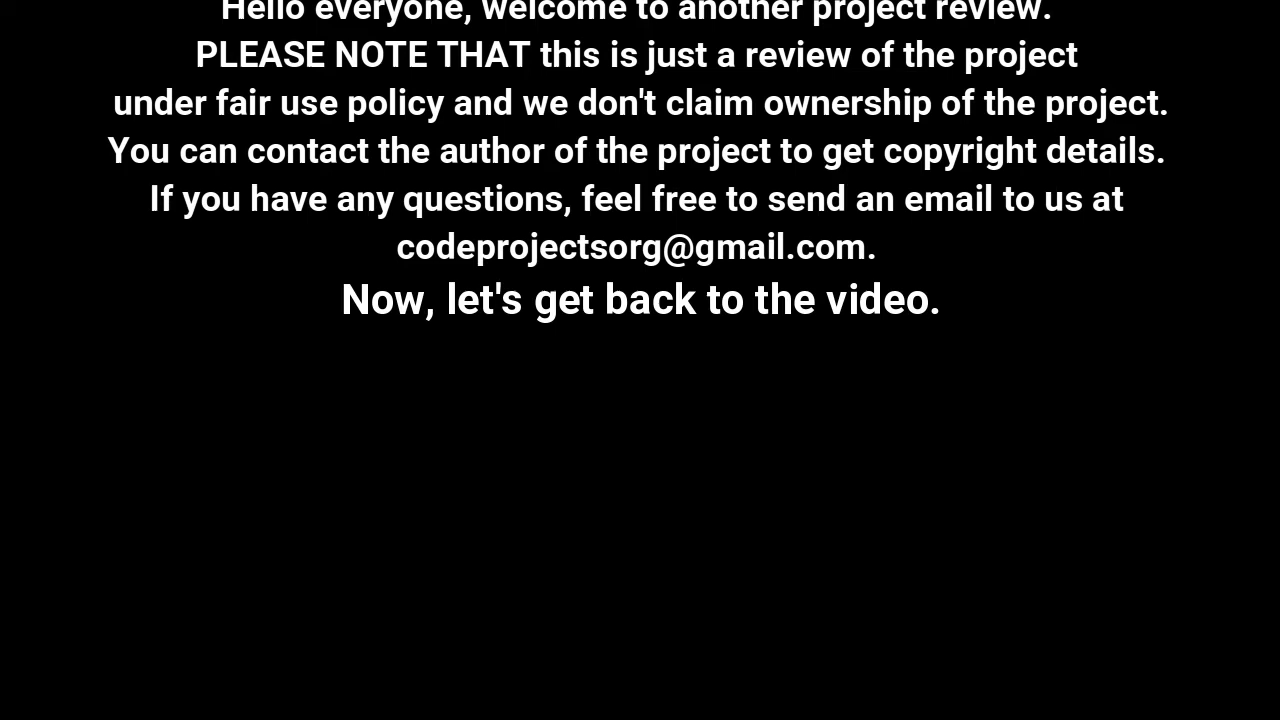 Hello everyone, welcome to another project review.
PLEASE NOTE THAT this is just a review of the project
under fair use policy and we don't claim ownership of the project.
You can contact the author of the project to get copyright details.
If you have any questions, feel free to send an email to us at
codeprojectsorg@gmail.com.
Now, let's get back to the video.